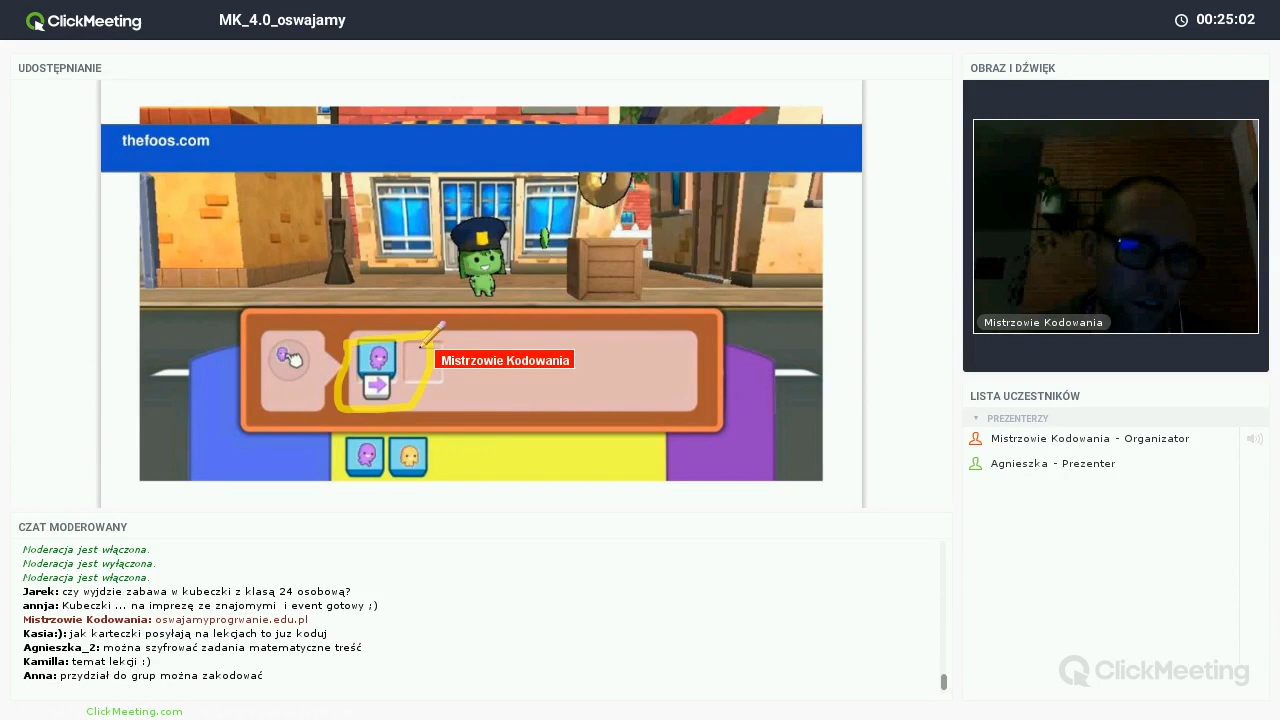 ClickMeeting
MK_4.0_oswajamy
00:25:02
UDOSTĘPNIANIE
thefoos.com
Mistrzowie Kodowania
CZAT MODEROWANY
Moderacja jest włączona.
Moderacja jest wyłączona.
Moderacja jest włączona.
Jarek: czy wyjdzie zabawa w kubeczki z klasą 24 osobową?
annja: Kubeczki ... na imprezę ze znajomymi i event gotowy ;)
Mistrzowie Kodowania: oswajamyprogrwanie.edu.pl
Kasia:): jak karteczki posyłają na lekcjach to juz koduj
Agnieszka_2: można szyfrować zadania matematyczne treść
Kamilla: temat lekcji :)
Anna: przydział do grup można zakodować
OBRAZ I DŹWIĘK
Mistrzowie Kodowania
LISTA UCZESTNIKÓW
PREZENTERZY
Mistrzowie Kodowania - Organizator
Agnieszka - Prezenter
ClickMeeting
ClickMeeting.com